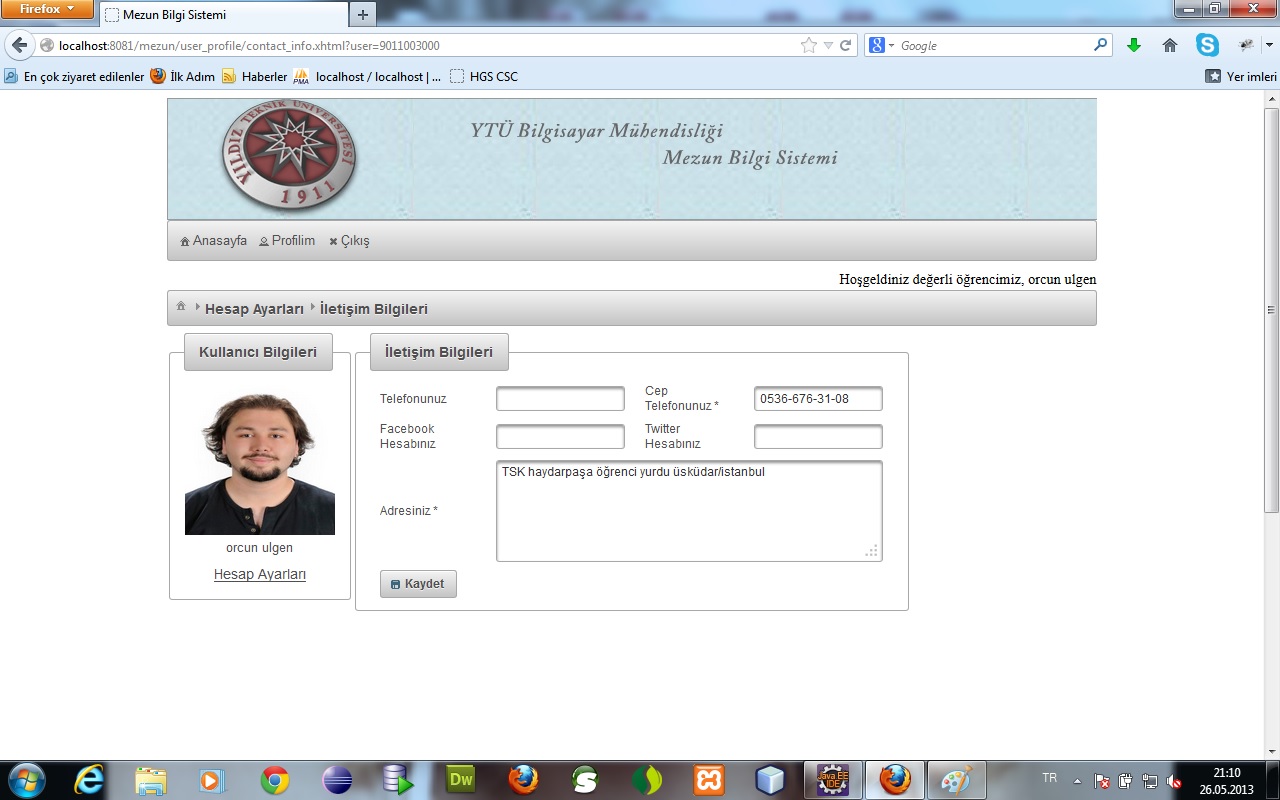 Firefox
Mezun Bilgi Sistemi
localhost:8081/mezun/user_profile/contact_info.xhtml?user=9011003000
Google
En çok ziyaret edilenler
İlk Adım
Haberler
PMA
localhost / localhost | ...
HGS CSC
Yer imleri
YILDIZ TEKNİK ÜNİVERSİTESİ
1911
YTÜ Bilgisayar Mühendisliği
Mezun Bilgi Sistemi
Anasayfa
Profilim
Çıkış
Hoşgeldiniz değerli öğrencimiz, orcun ulgen
Hesap Ayarları
İletişim Bilgileri
Kullanıcı Bilgileri
orcun ulgen
Hesap Ayarları
İletişim Bilgileri
Telefonunuz
Cep
Telefonunuz *
0536-676-31-08
Facebook
Hesabınız
Twitter
Hesabınız
Adresiniz *
TSK haydarpaşa öğrenci yurdu üsküdar/istanbul
Kaydet
Dw
Java EE
IDE
TR
21:10
26.05.2013